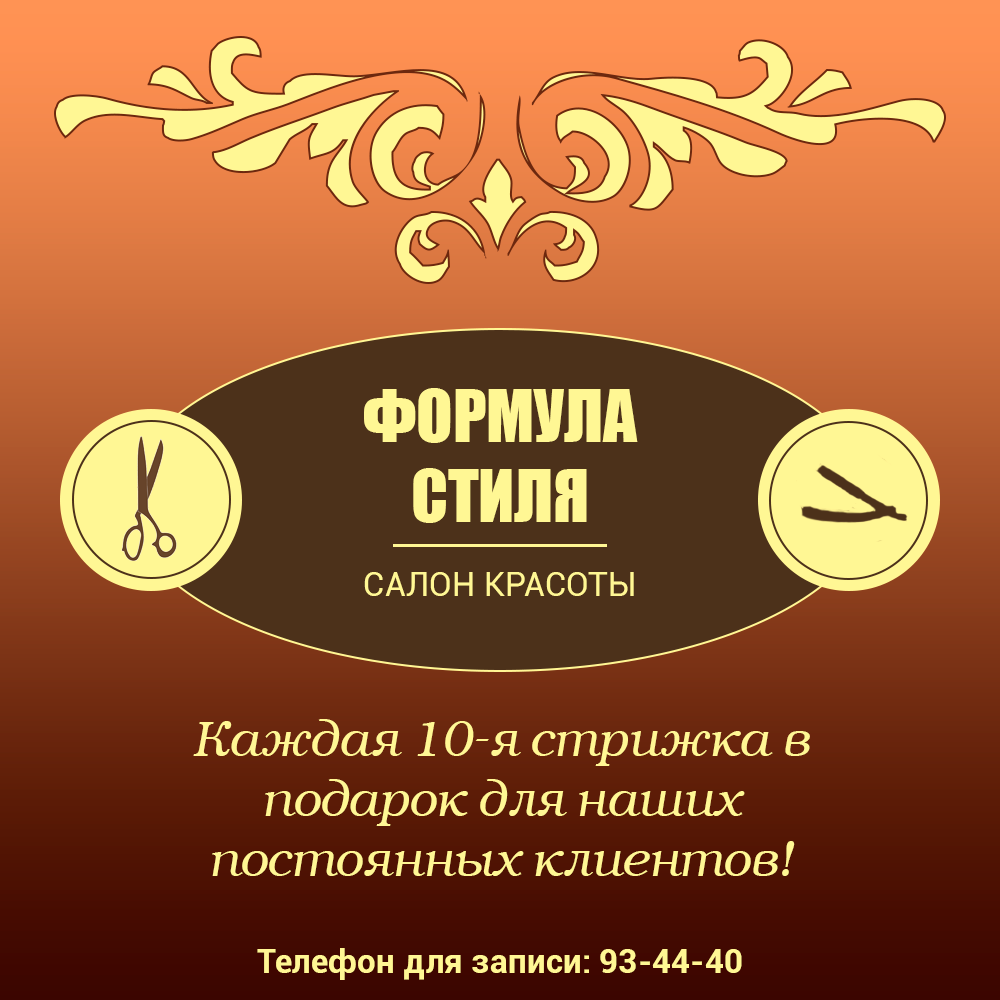 ФОРМУЛА
СТИЛЯ
САЛОН КРАСОТЫ
Каждая 10-я стрижка в
подарок для наших
постоянных клиентов!
Телефон для записи: 93-44-40